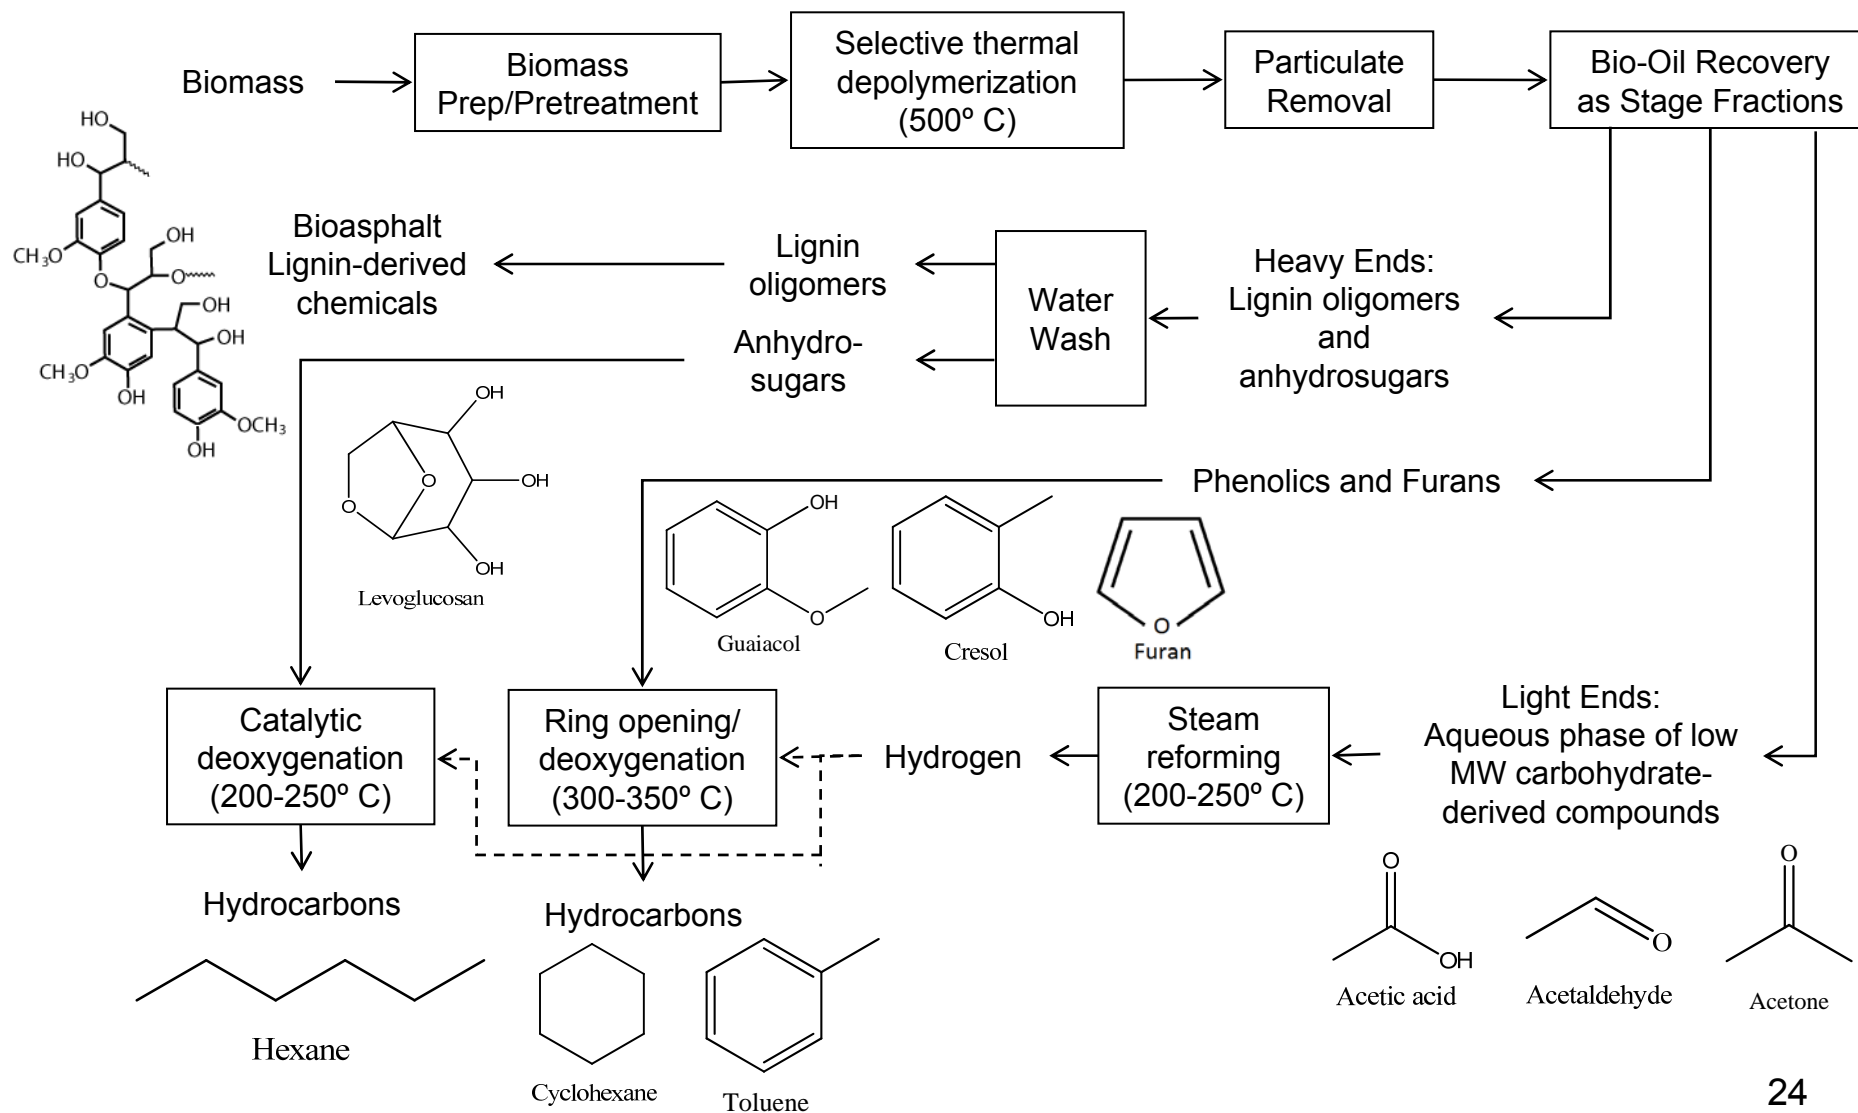 Biomass
Biomass
Prep/Pretreatment
Selective thermal
depolymerization
(500º C)
Particulate
Removal
Bio-Oil Recovery
as Stage Fractions
HO
HO
CH₃O
OH
O
O
OH
OH
CH₃O
OH
OCH₃
OH
Bioasphalt
Lignin-derived
chemicals
Lignin
oligomers
Anhydro-
sugars
Water
Wash
Heavy Ends:
Lignin oligomers
and
anhydrosugars
OH
OH
O
O
OH
Levoglucosan
Phenolics and Furans
OH
O
Guaiacol
OH
Cresol
O
Furan
Catalytic
deoxygenation
(200-250º C)
Ring opening/
deoxygenation
(300-350º C)
Hydrogen
Steam
reforming
(200-250º C)
Light Ends:
Aqueous phase of low
MW carbohydrate-
derived compounds
Hydrocarbons
Hydrocarbons
Hexane
Cyclohexane
Toluene
O
OH
Acetic acid
O
Acetaldehyde
O
Acetone
24